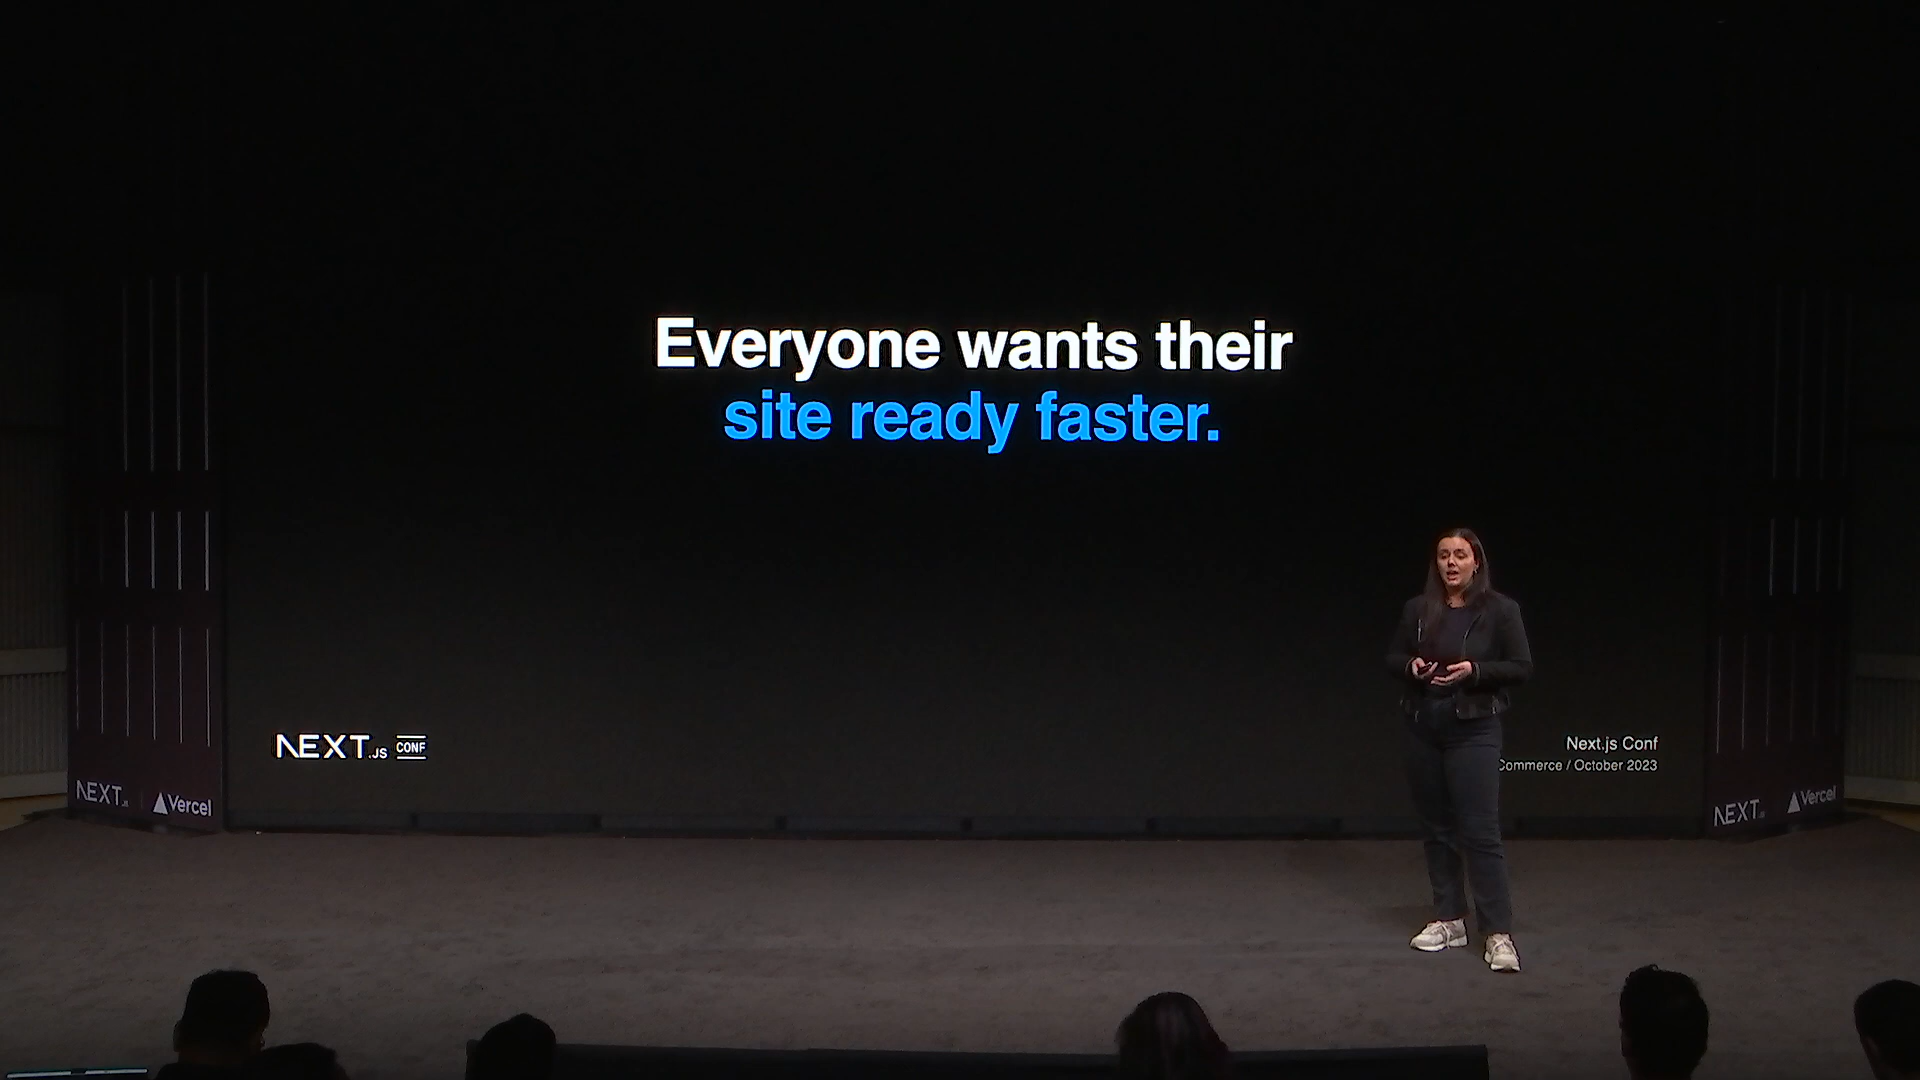 Everyone wants their
site ready faster.
NEXT.JS CONF
Next.js Conf
Commerce / October 2023
NEXT.JS
Vercel
NEXT.JS
Vercel